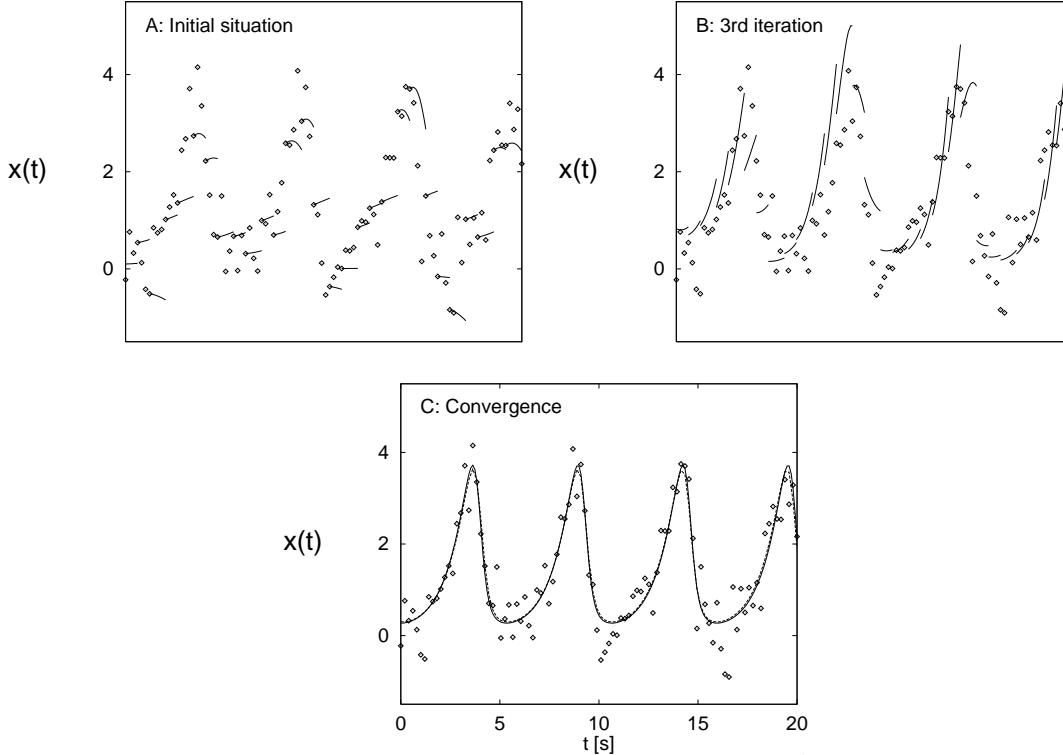 A: Initial situation
4
2
0
x(t)
B: 3rd iteration
4
2
0
x(t)
C: Convergence
4
2
0
x(t)
0 5 10 15 20
t [s]